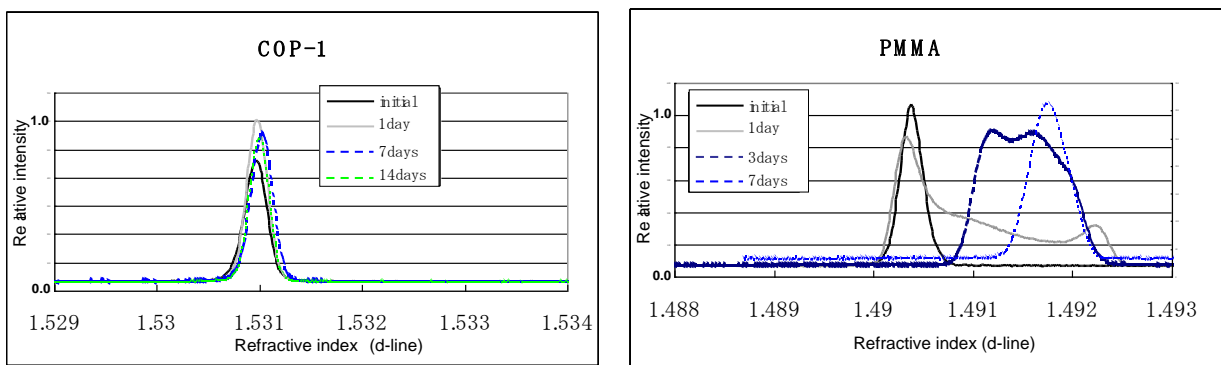 COP-1
initial
1day
7days
14days
Relative intensity
1.0
0.0
1.529 1.53 1.531 1.532 1.533 1.534
Refractive index (d-line)
PMMA
initial
1day
3days
7days
Relative intensity
1.0
0.0
1.488 1.489 1.49 1.491 1.492 1.493
Refractive index (d-line)